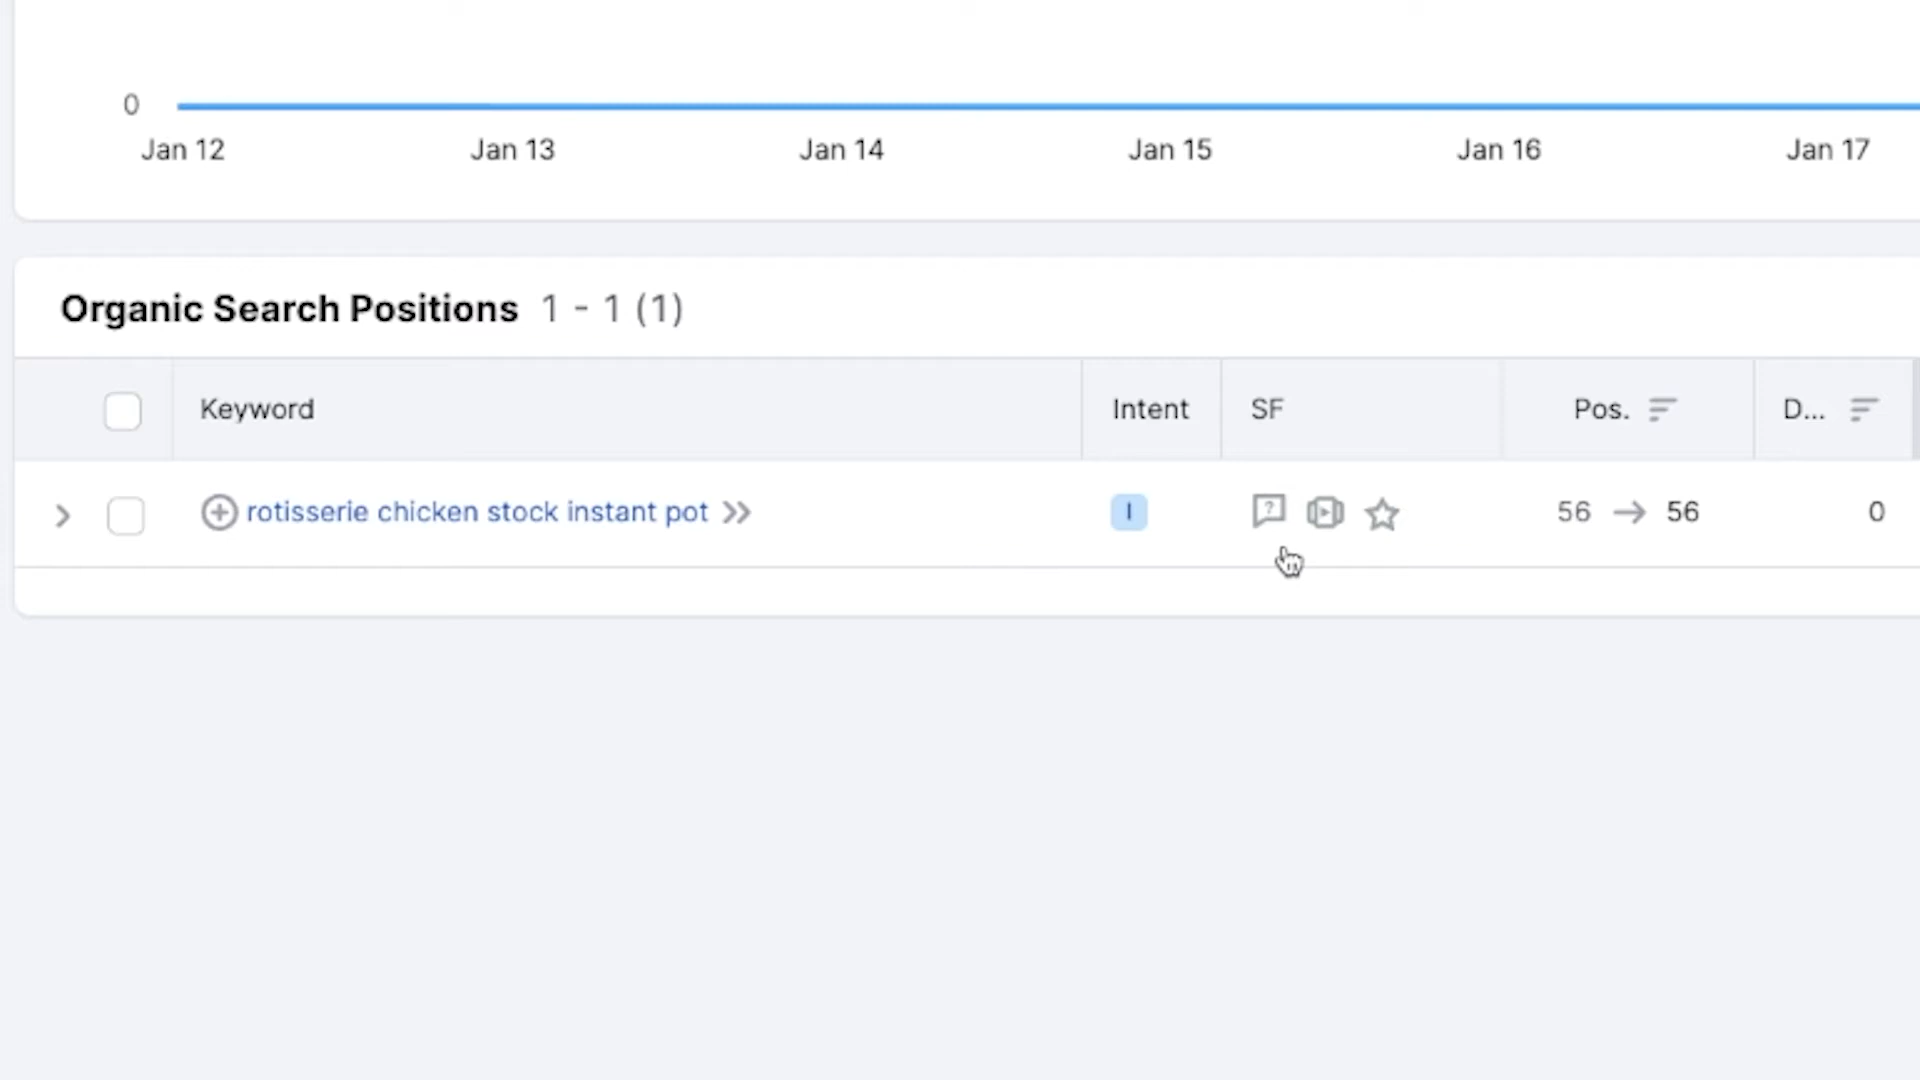 0
Jan 12 Jan 13 Jan 14 Jan 15 Jan 16 Jan 17
Organic Search Positions 1 - 1 (1)
Keyword Intent SF Pos. D...
rotisserie chicken stock instant pot I 56 → 56 0